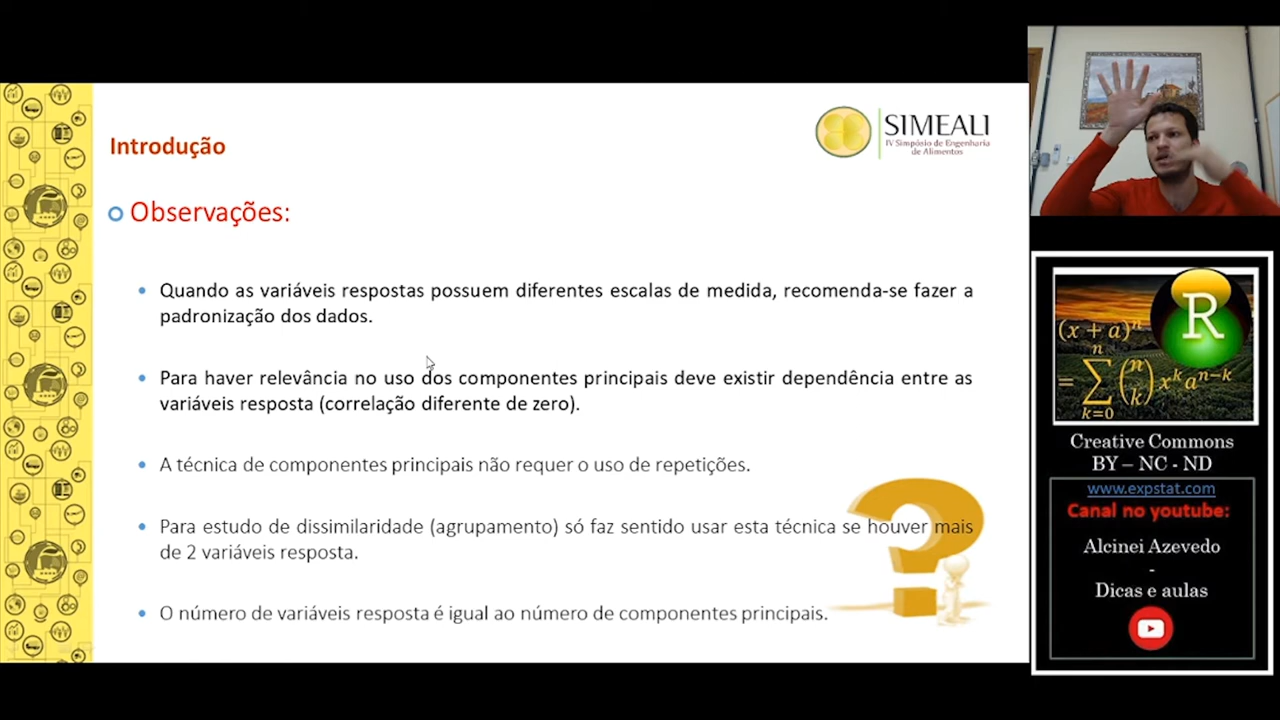 Introdução
SIMEALI
IV Simpósio de Engenharia
de Alimentos
Observações:
Quando as variáveis respostas possuem diferentes escalas de medida, recomenda-se fazer a
padronização dos dados.
Para haver relevância no uso dos componentes principais deve existir dependência entre as
variáveis resposta (correlação diferente de zero).
A técnica de componentes principais não requer o uso de repetições.
Para estudo de dissimilaridade (agrupamento) só faz sentido usar esta técnica se houver mais
de 2 variáveis resposta.
O número de variáveis resposta é igual ao número de componentes principais.
R
(x + a)^n
= ∑_{k=0}^{n} (n k) x^k a^{n-k}
Creative Commons
BY – NC - ND
www.expstat.com
Canal no youtube:
Alcinei Azevedo
-
Dicas e aulas